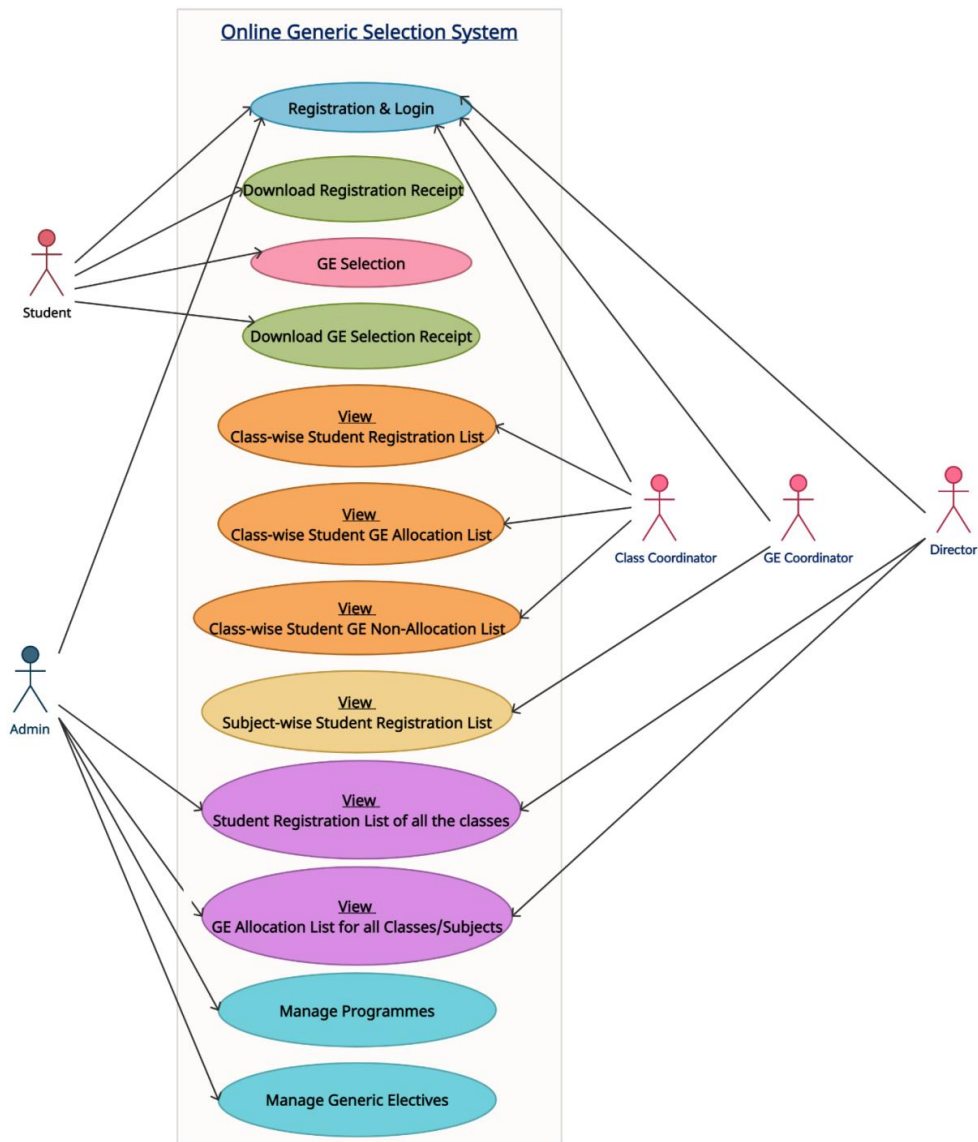 Online Generic Selection System
Registration & Login
Download Registration Receipt
GE Selection
Student
Download GE Selection Receipt
View
Class-wise Student Registration List
View
Class-wise Student GE Allocation List
Class Coordinator
GE Coordinator
Director
View
Class-wise Student GE Non-Allocation List
View
Subject-wise Student Registration List
Admin
View
Student Registration List of all the classes
View
GE Allocation List for all Classes/Subjects
Manage Programmes
Manage Generic Electives